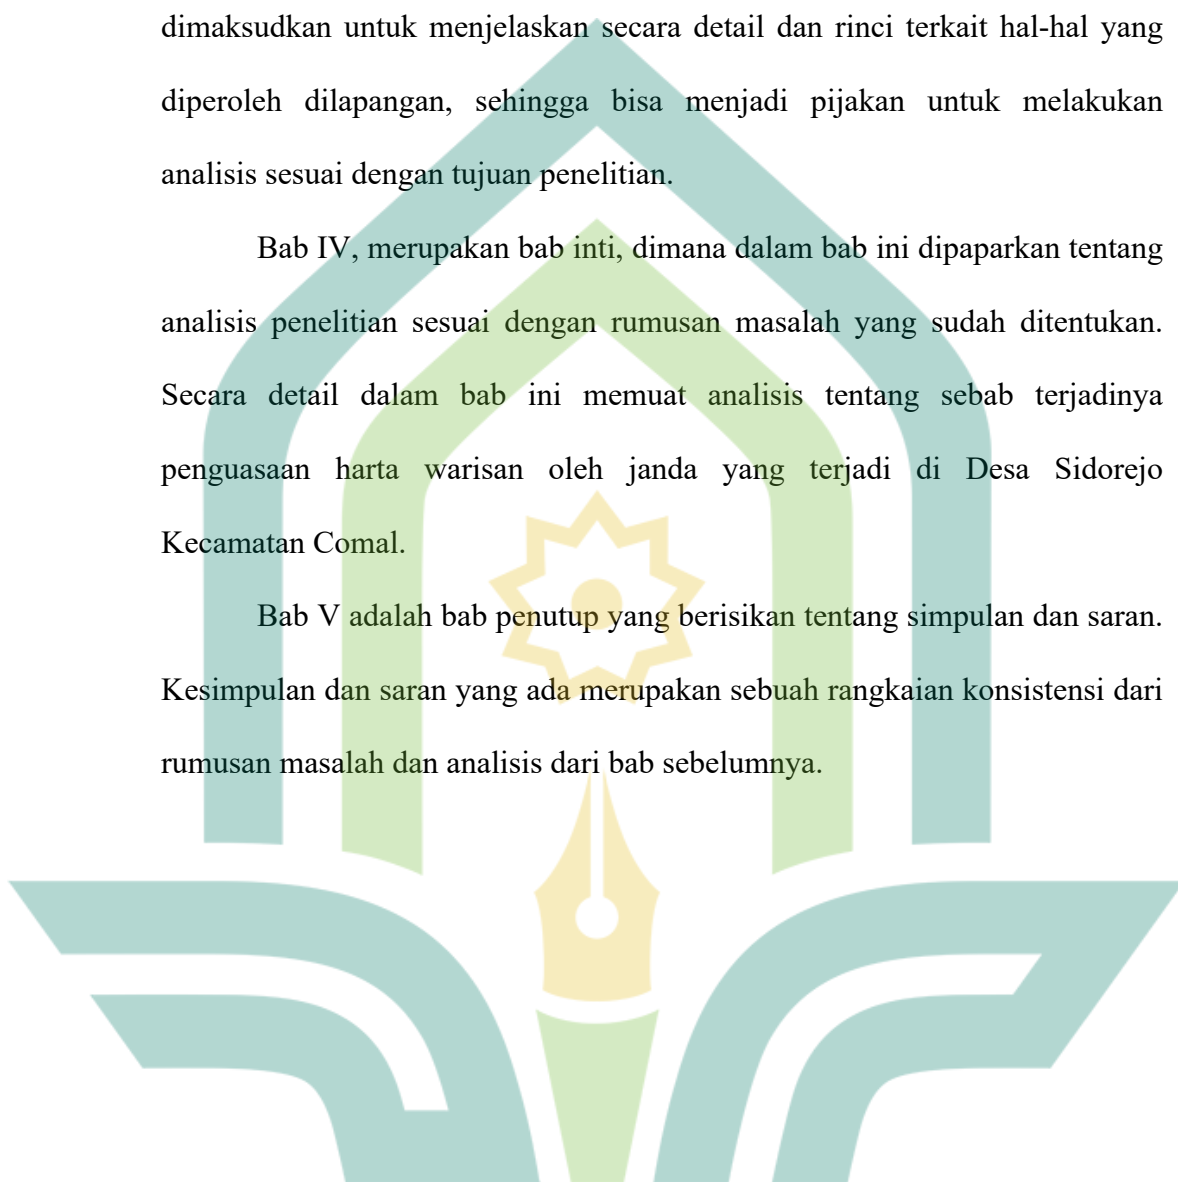 dimaksudkan untuk menjelaskan secara detail dan rinci terkait hal-hal yang
diperoleh dilapangan, sehingga bisa menjadi pijakan untuk melakukan
analisis sesuai dengan tujuan penelitian.
Bab IV, merupakan bab inti, dimana dalam bab ini dipaparkan tentang
analisis penelitian sesuai dengan rumusan masalah yang sudah ditentukan.
Secara detail dalam bab ini memuat analisis tentang sebab terjadinya
penguasaan harta warisan oleh janda yang terjadi di Desa Sidorejo
Kecamatan Comal.
Bab V adalah bab penutup yang berisikan tentang simpulan dan saran.
Kesimpulan dan saran yang ada merupakan sebuah rangkaian konsistensi dari
rumusan masalah dan analisis dari bab sebelumnya.